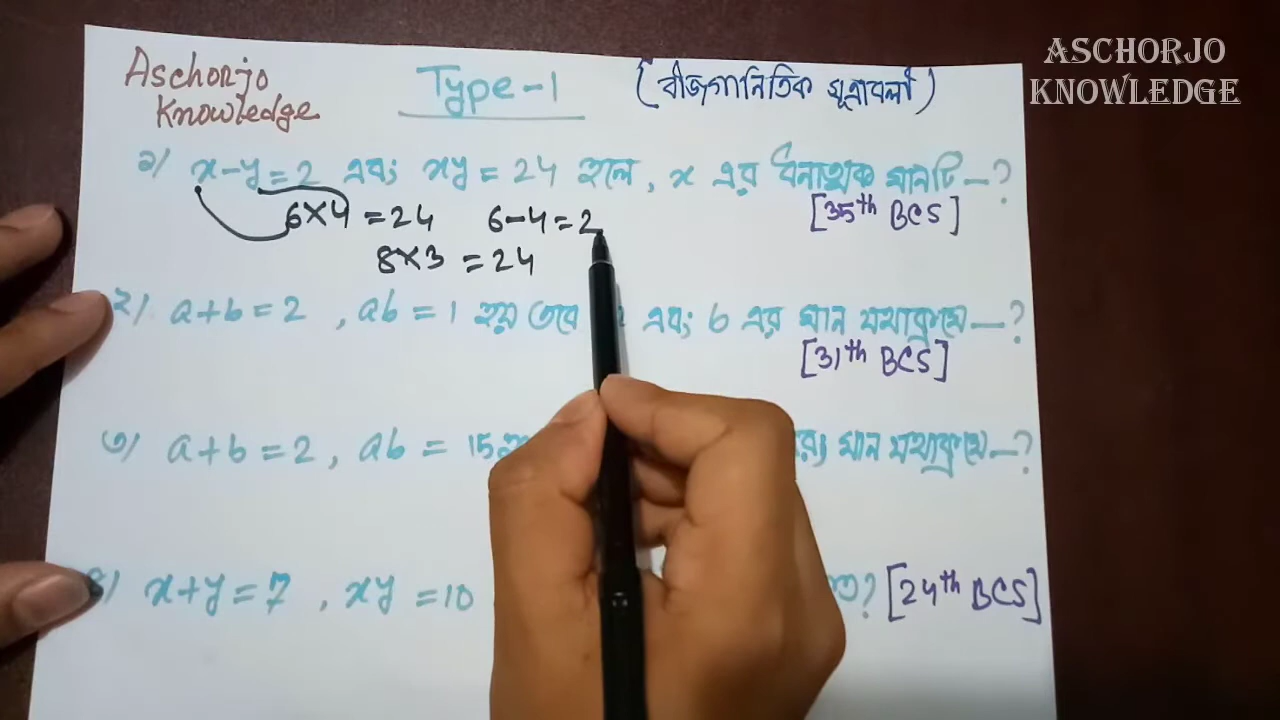 ASCHORJO
KNOWLEDGE
Aschorjo
Knowledge
Type-1
(বীজগানিতিক সূত্রাবলী)
১/ x-y=2 এবং xy=24 হলে, x এর ধনাত্মক মানটি—?
[35th BCS]
6×4=24 6-4=2
8×3=24
২/ a+b=2, ab=1 হয় তবে এবং b এর মান যথাক্রমে—?
[31th BCS]
৩/ a+b=2, ab=15 মান যথাক্রমে—?
৪/ x+y=7, xy=10 ? [24th BCS]